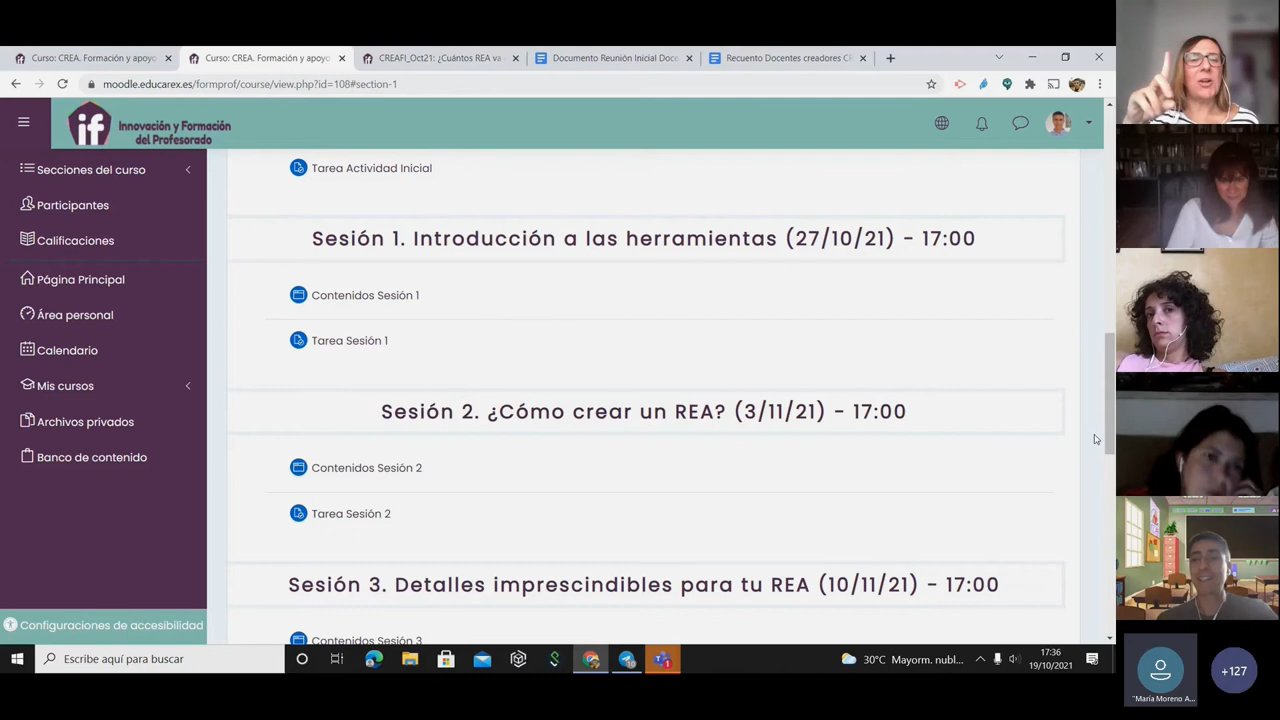 Curso: CREA. Formación y apoyo
Curso: CREA. Formación y apoyo
CREAFI_Oct21: ¿Cuántos REA va
Documento Reunión Inicial Doce
Recuento Docentes creadores CR
moodle.educarex.es/formprof/course/view.php?id=108#section-1
if
Innovación y Formación
del Profesorado
Secciones del curso
Participantes
Calificaciones
Página Principal
Área personal
Calendario
Mis cursos
Archivos privados
Banco de contenido
Configuraciones de accesibilidad
Tarea Actividad Inicial
Sesión 1. Introducción a las herramientas (27/10/21) - 17:00
Contenidos Sesión 1
Tarea Sesión 1
Sesión 2. ¿Cómo crear un REA? (3/11/21) - 17:00
Contenidos Sesión 2
Tarea Sesión 2
Sesión 3. Detalles imprescindibles para tu REA (10/11/21) - 17:00
Contenidos Sesión 3
Escribe aquí para buscar
30°C Mayorm. nubl...
17:36
19/10/2021
"María Moreno A...
+127